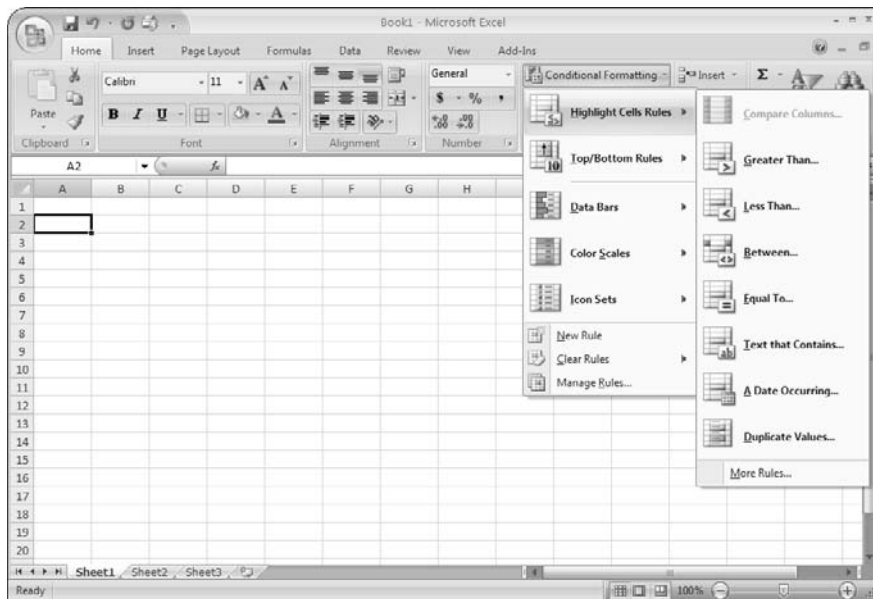 Book1 - Microsoft Excel
Home Insert Page Layout Formulas Data Review View Add-Ins
Calibri 11 A A General Conditional Formatting Insert Σ
Paste B I U A $ % ,
Clipboard Font Alignment Number
A2 fx
A B C D E F G H
1
2
3
4
5
6
7
8
9
10
11
12
13
14
15
16
17
18
19
20
Highlight Cells Rules
Top/Bottom Rules
Data Bars
Color Scales
Icon Sets
New Rule
Clear Rules
Manage Rules...
Compare Columns...
Greater Than...
Less Than...
Between...
Equal To...
Text that Contains...
A Date Occurring...
Duplicate Values...
More Rules...
Sheet1 Sheet2 Sheet3
Ready 100%